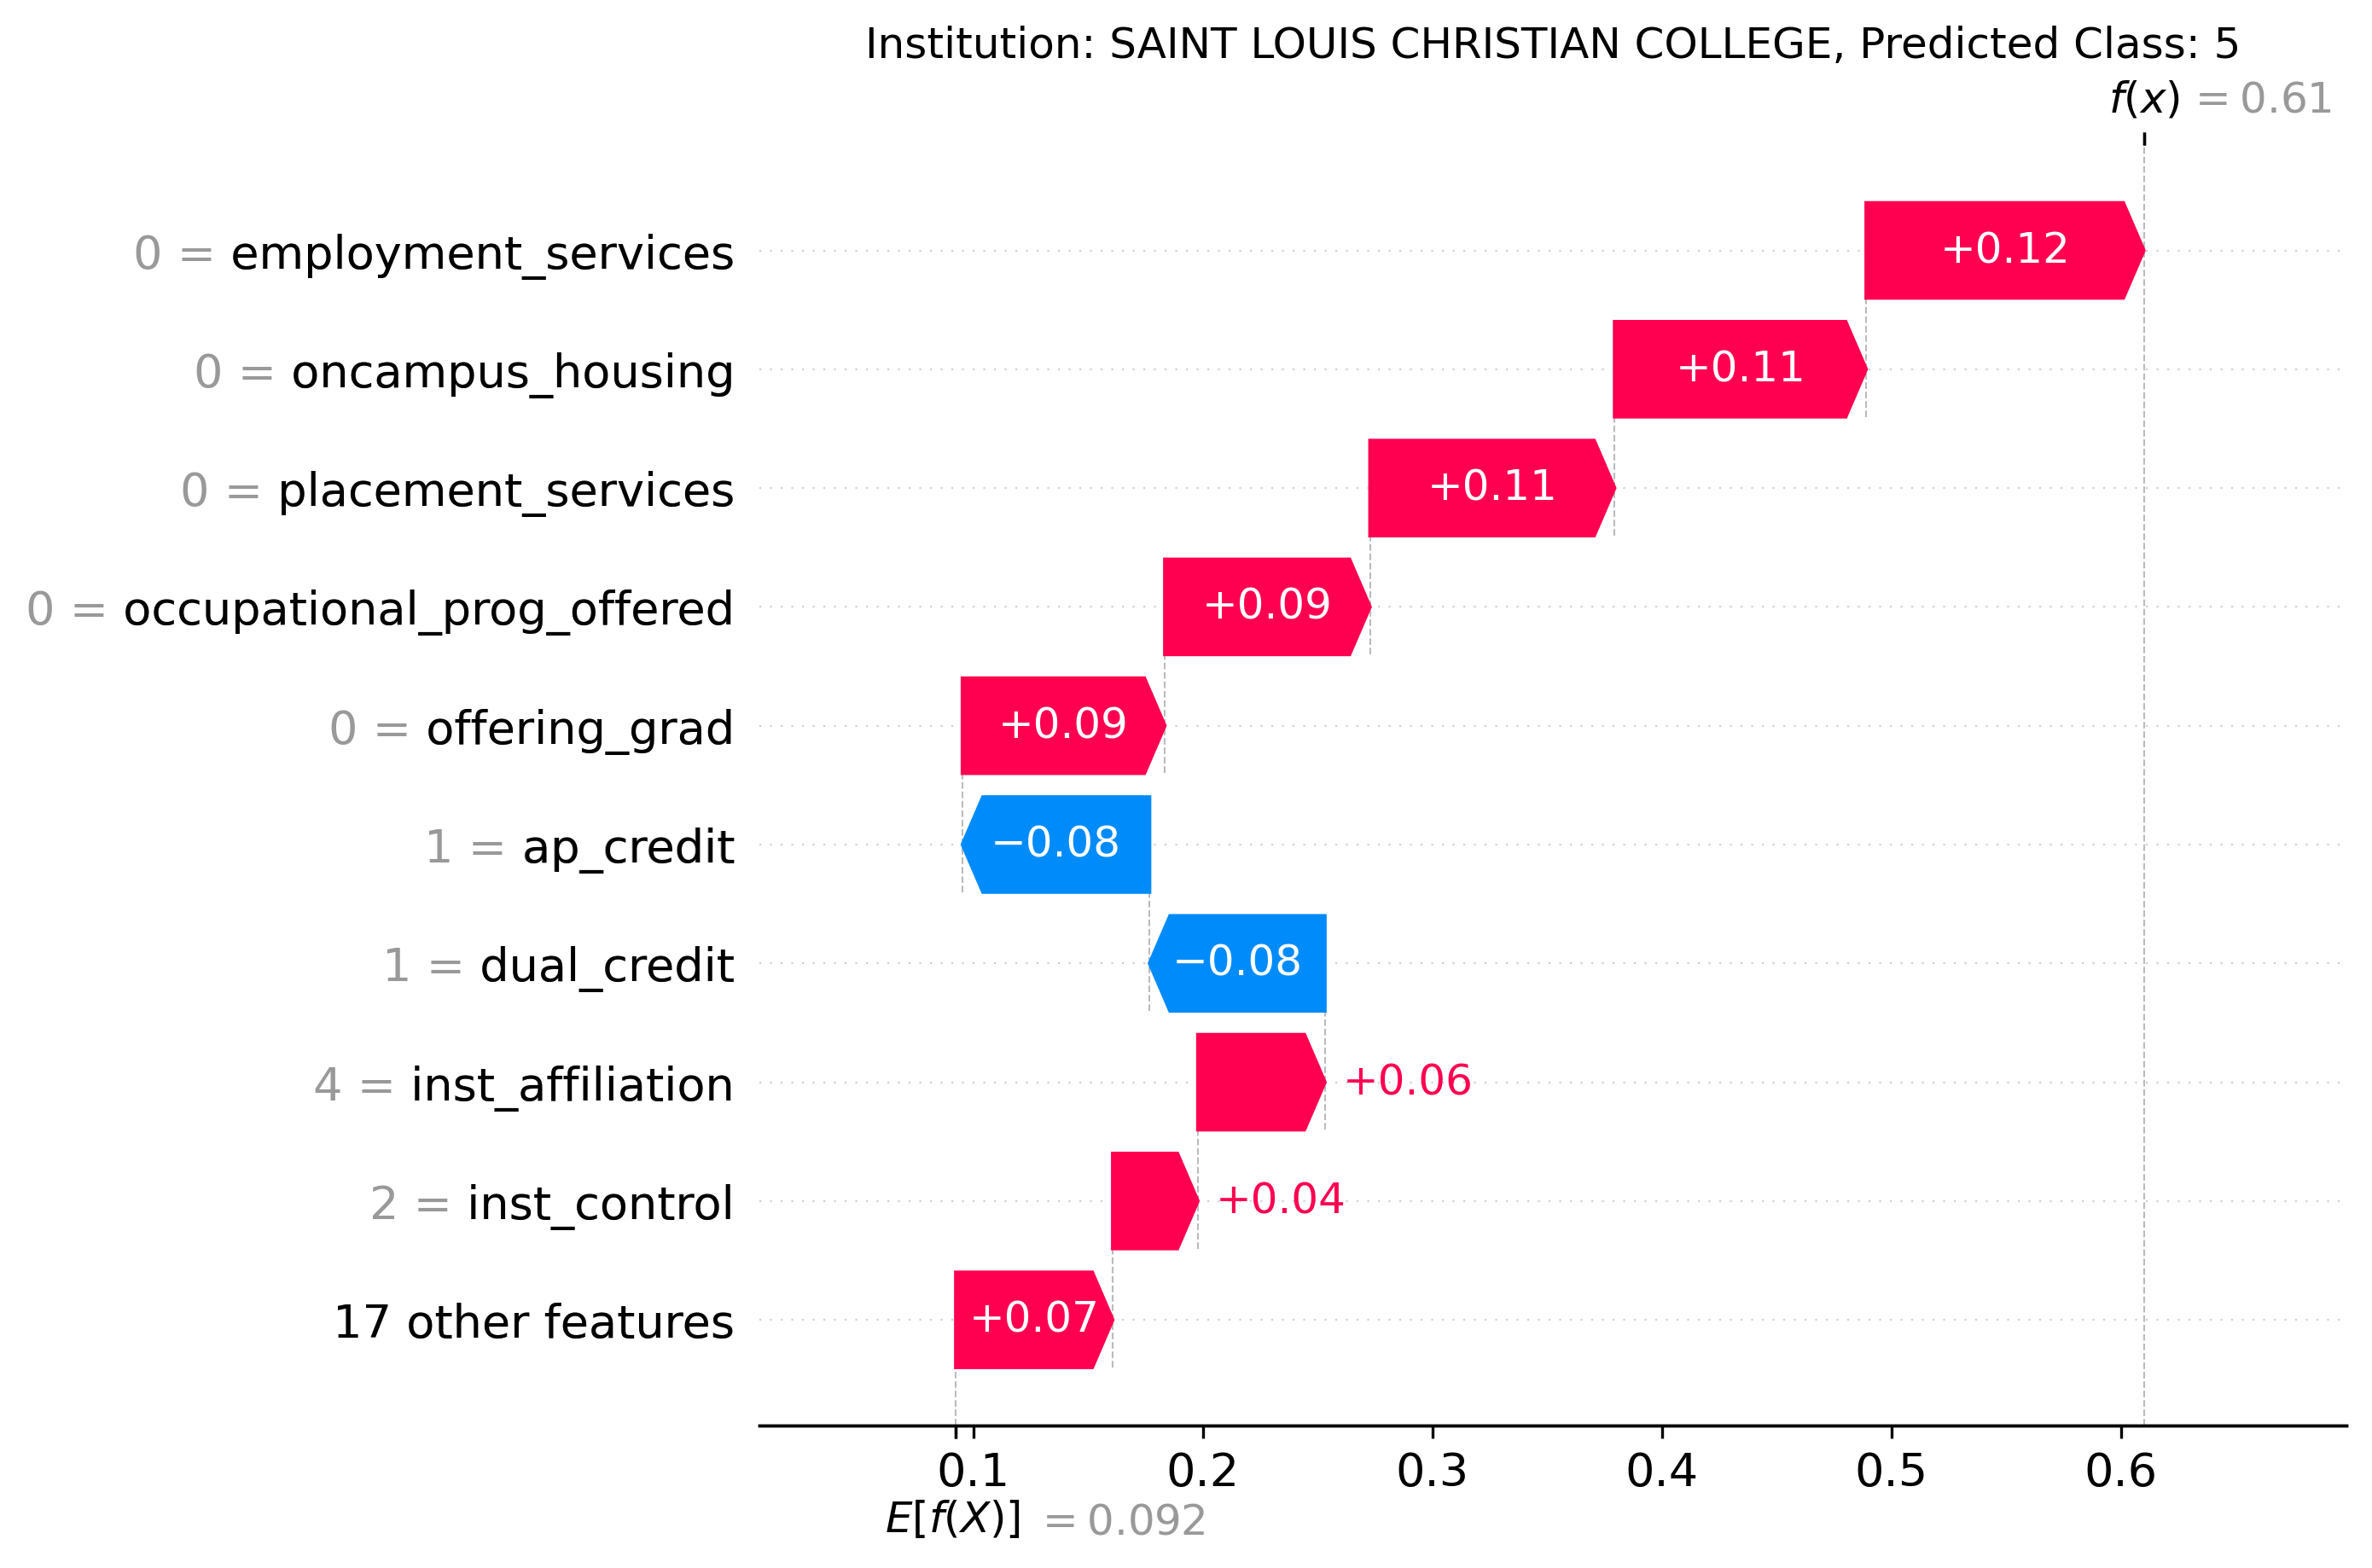 Institution: SAINT LOUIS CHRISTIAN COLLEGE, Predicted Class: 5
f(x) = 0.61
0 = employment_services +0.12
0 = oncampus_housing +0.11
0 = placement_services +0.11
0 = occupational_prog_offered +0.09
0 = offering_grad +0.09
1 = ap_credit −0.08
1 = dual_credit −0.08
4 = inst_affiliation +0.06
2 = inst_control +0.04
17 other features +0.07
0.1 0.2 0.3 0.4 0.5 0.6
E[f(X)] = 0.092